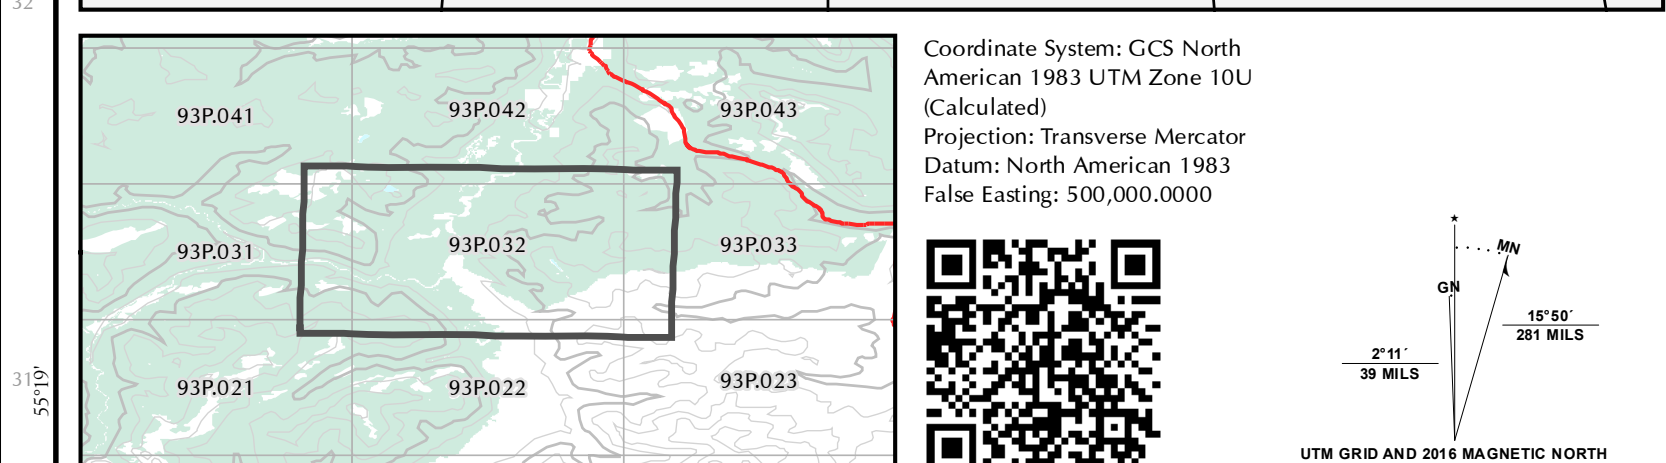 32
93P.041
93P.042
93P.043
93P.031
93P.032
93P.033
93P.021
93P.022
93P.023
31
55°19'
Coordinate System: GCS North
American 1983 UTM Zone 10U
(Calculated)
Projection: Transverse Mercator
Datum: North American 1983
False Easting: 500,000.0000
MN
GN
15°50´
281 MILS
2°11´
39 MILS
UTM GRID AND 2016 MAGNETIC NORTH